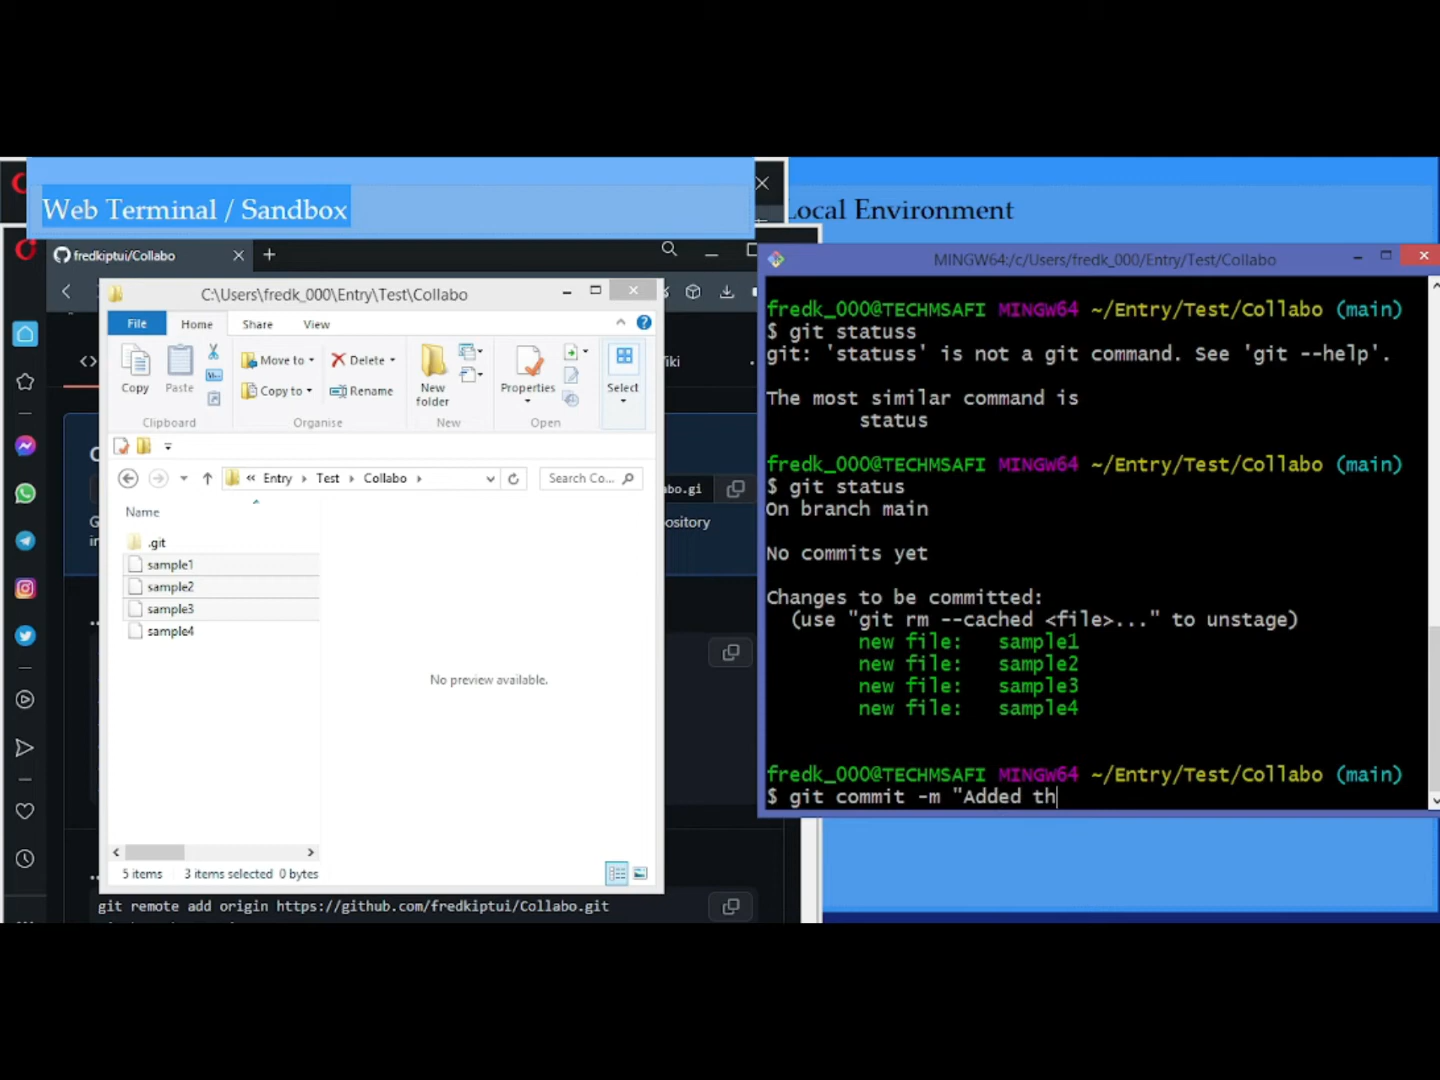 Web Terminal / Sandbox
Local Environment
fredkiptui/Collabo
C:\Users\fredk_000\Entry\Test\Collabo
File
Home
Share
View
Copy
Paste
Move to
Copy to
Delete
Rename
New
folder
Properties
Select
Clipboard
Organise
New
Open
« Entry Test Collabo
Search Co...
Name
.git
sample1
sample2
sample3
sample4
No preview available.
5 items 3 items selected 0 bytes
git remote add origin https://github.com/fredkiptui/Collabo.git
MINGW64:/c/Users/fredk_000/Entry/Test/Collabo
fredk_000@TECHMSAFI MINGW64 ~/Entry/Test/Collabo (main)
$ git statuss
git: 'statuss' is not a git command. See 'git --help'.
The most similar command is
status
fredk_000@TECHMSAFI MINGW64 ~/Entry/Test/Collabo (main)
$ git status
On branch main
No commits yet
Changes to be committed:
(use "git rm --cached <file>..." to unstage)
new file: sample1
new file: sample2
new file: sample3
new file: sample4
fredk_000@TECHMSAFI MINGW64 ~/Entry/Test/Collabo (main)
$ git commit -m "Added th